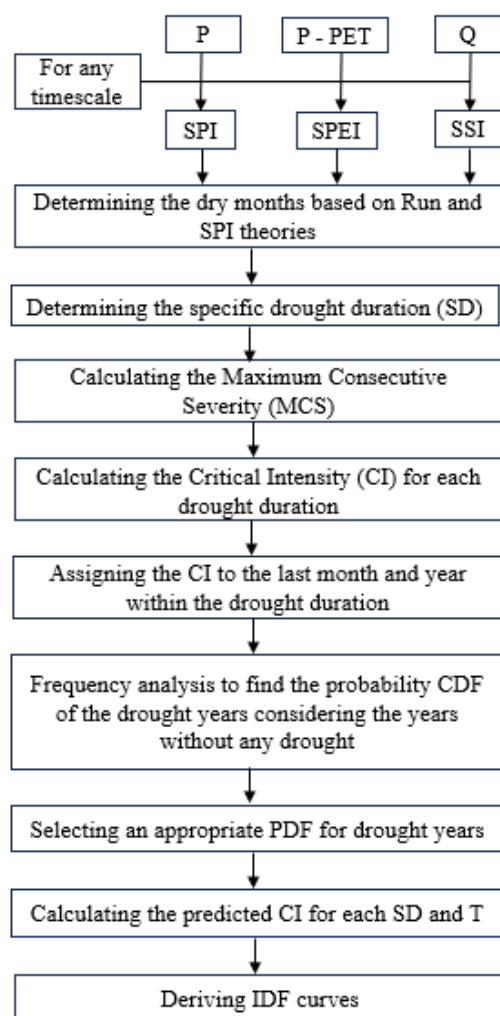 P
P - PET
Q
For any
timescale
SPI
SPEI
SSI
Determining the dry months based on Run and
SPI theories
Determining the specific drought duration (SD)
Calculating the Maximum Consecutive
Severity (MCS)
Calculating the Critical Intensity (CI) for each
drought duration
Assigning the CI to the last month and year
within the drought duration
Frequency analysis to find the probability CDF
of the drought years considering the years
without any drought
Selecting an appropriate PDF for drought years
Calculating the predicted CI for each SD and T
Deriving IDF curves